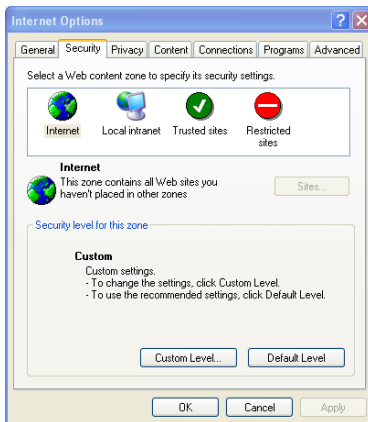 Internet Options
General Security Privacy Content Connections Programs Advanced
Select a Web content zone to specify its security settings.
Internet Local intranet Trusted sites Restricted
sites
Internet
This zone contains all Web sites you
haven't placed in other zones
Sites...
Security level for this zone
Custom
Custom settings.
- To change the settings, click Custom Level.
- To use the recommended settings, click Default Level.
Custom Level... Default Level
OK Cancel Apply